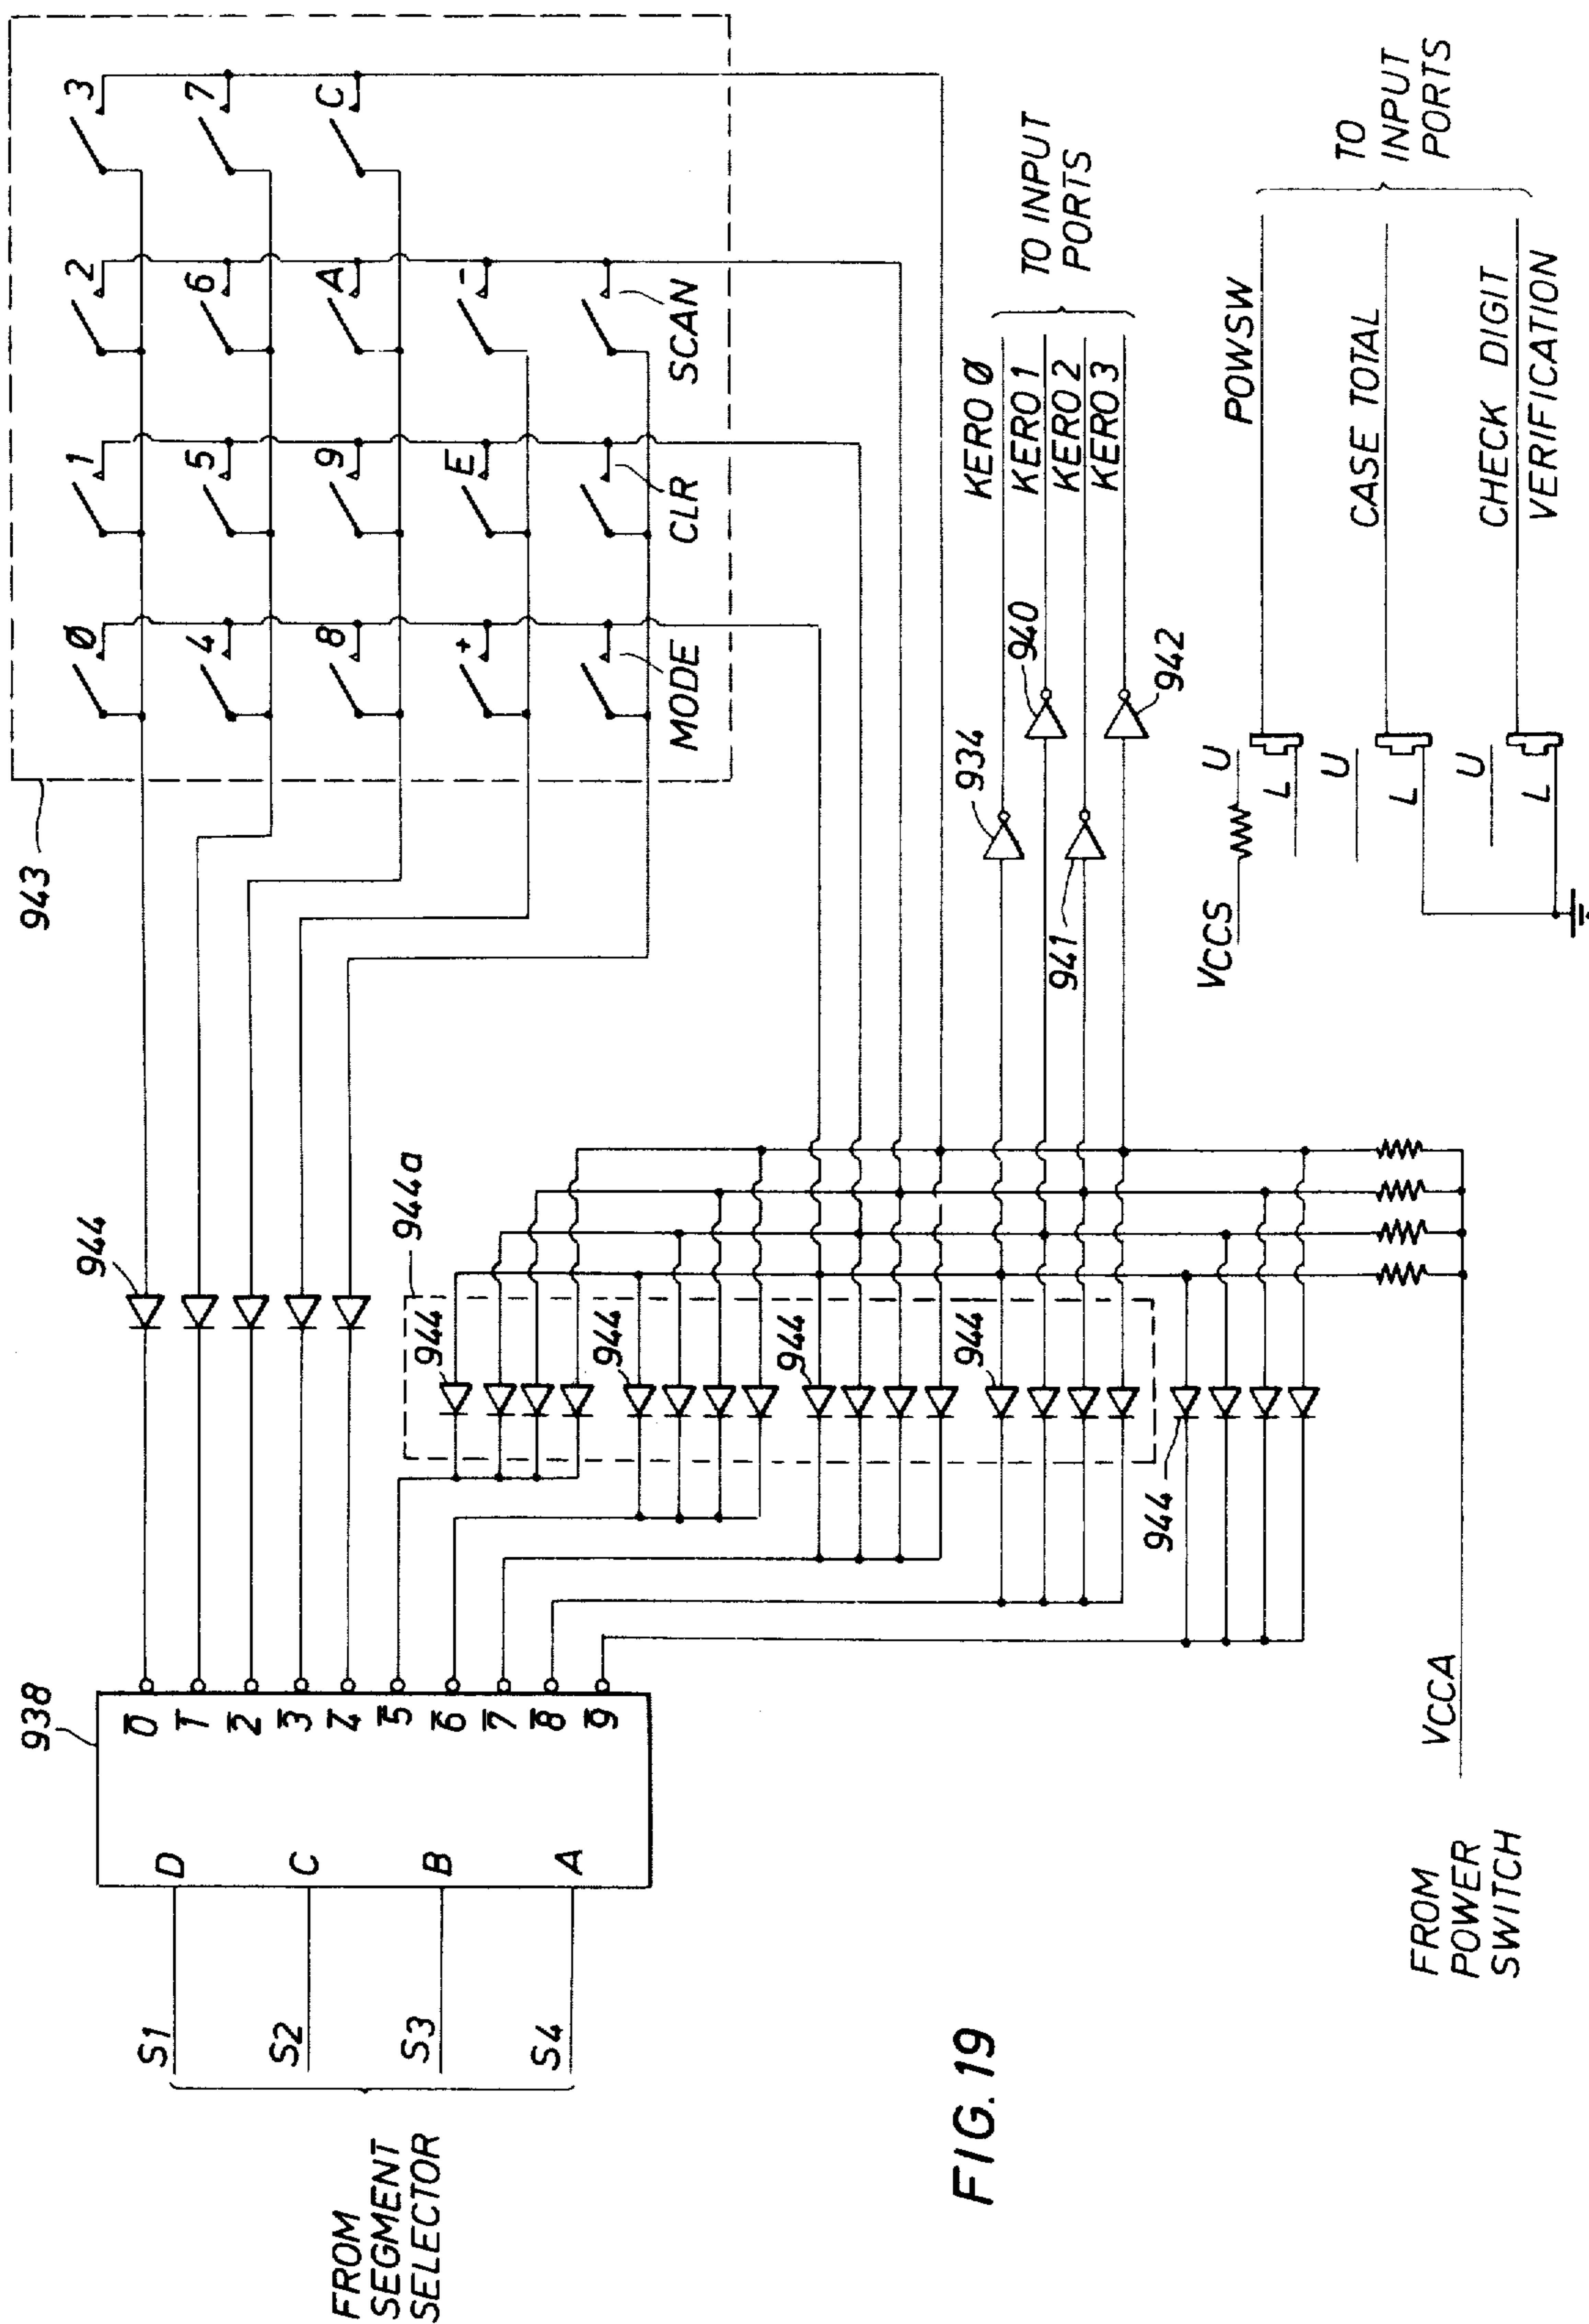 943
0̸ 1 2 3
4 5 6 7
8 9 A C
+ E -
MODE CLR SCAN
944
938
0̅
1̅
2̅
3̅
4̅
5̅
6̅
7̅
8̅
9̅
D
C
B
A
S1
S2
S3
S4
FROM
SEGMENT
SELECTOR
944a
944
944
944
944
944
934
940
941
942
KERO 0̸
KERO 1
KERO 2
KERO 3
TO INPUT
PORTS
VCCS
U
L
POWSW
U
L
CASE TOTAL
U
L
CHECK DIGIT
VERIFICATION
TO
INPUT
PORTS
VCCA
FROM
POWER
SWITCH
FIG. 19